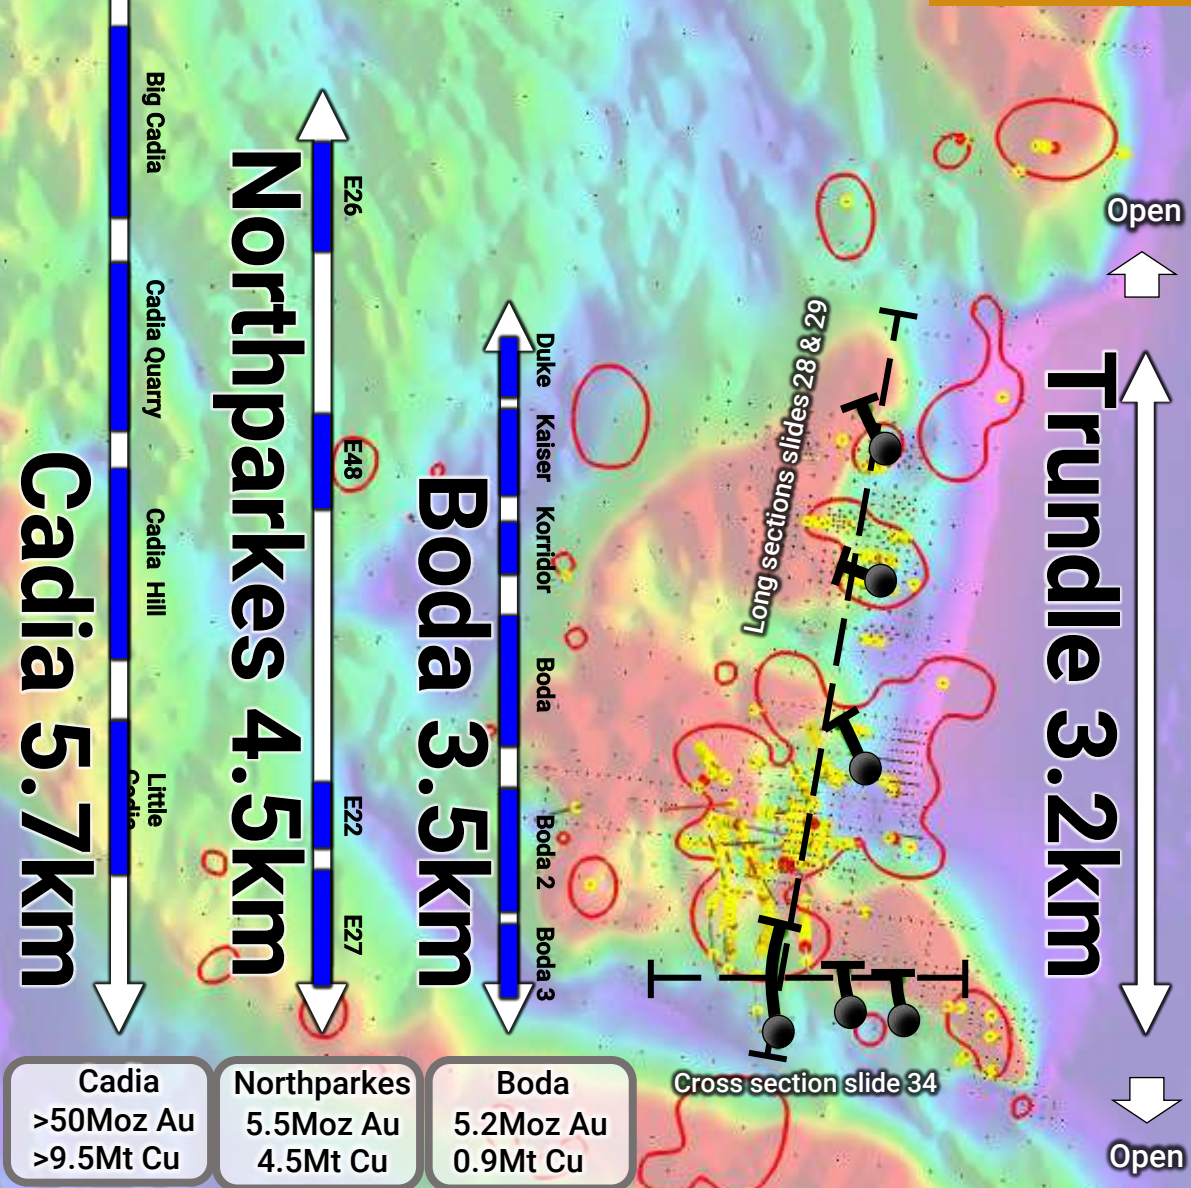 Big Cadia
Cadia Quarry
Cadia Hill
Little
Cadia
Cadia 5.7km
E26
E48
E22
E27
Northparkes 4.5km
Duke
Kaiser
Korridor
Boda
Boda 2
Boda 3
Boda 3.5km
Long sections slides 28 & 29
Open
Trundle 3.2km
Open
Cross section slide 34
Cadia
>50Moz Au
>9.5Mt Cu
Northparkes
5.5Moz Au
4.5Mt Cu
Boda
5.2Moz Au
0.9Mt Cu